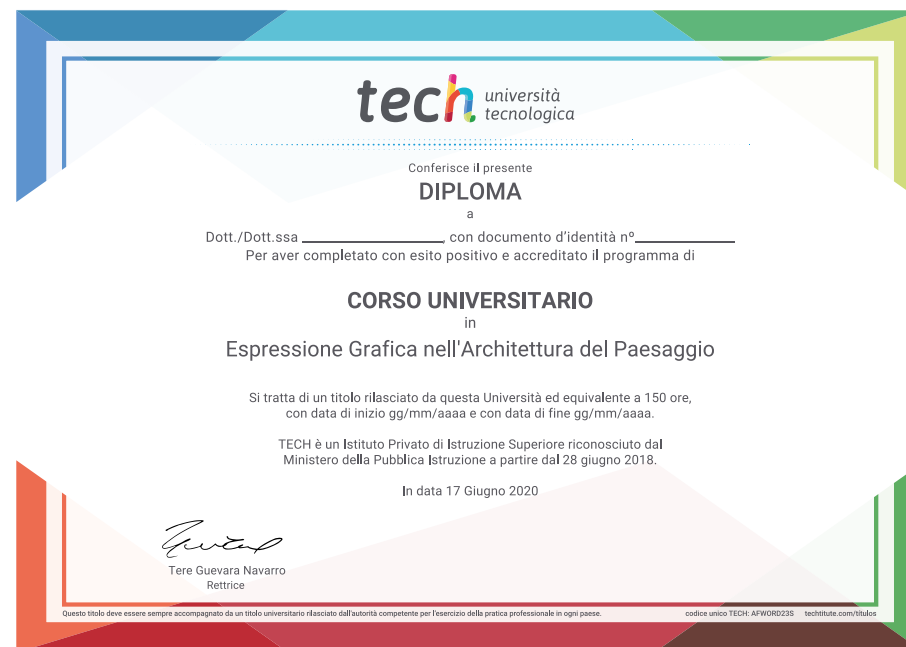 tech università
tecnologica
Conferisce il presente
DIPLOMA
a
Dott./Dott.ssa ____________________, con documento d'identità nº______________
Per aver completato con esito positivo e accreditato il programma di
CORSO UNIVERSITARIO
in
Espressione Grafica nell'Architettura del Paesaggio
Si tratta di un titolo rilasciato da questa Università ed equivalente a 150 ore,
con data di inizio gg/mm/aaaa e con data di fine gg/mm/aaaa.
TECH è un Istituto Privato di Istruzione Superiore riconosciuto dal
Ministero della Pubblica Istruzione a partire dal 28 giugno 2018.
In data 17 Giugno 2020
Tere Guevara Navarro
Rettrice
Questo titolo deve essere sempre accompagnato da un titolo universitario rilasciato dall'autorità competente per l'esercizio della pratica professionale in ogni paese. codice unico TECH: AFWORD23S techtitute.com/titulos